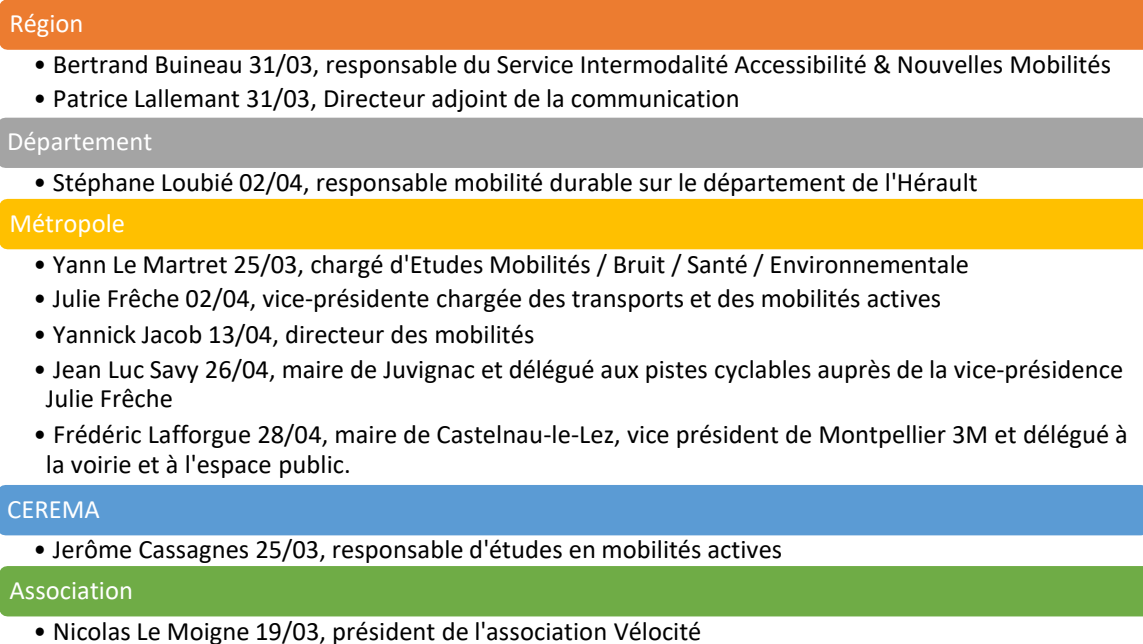 Région
• Bertrand Buineau 31/03, responsable du Service Intermodalité Accessibilité & Nouvelles Mobilités
• Patrice Lallemant 31/03, Directeur adjoint de la communication
Département
• Stéphane Loubié 02/04, responsable mobilité durable sur le département de l'Hérault
Métropole
• Yann Le Martret 25/03, chargé d'Etudes Mobilités / Bruit / Santé / Environnementale
• Julie Frêche 02/04, vice-présidente chargée des transports et des mobilités actives
• Yannick Jacob 13/04, directeur des mobilités
• Jean Luc Savy 26/04, maire de Juvignac et délégué aux pistes cyclables auprès de la vice-présidence
Julie Frêche
• Frédéric Lafforgue 28/04, maire de Castelnau-le-Lez, vice président de Montpellier 3M et délégué à
la voirie et à l'espace public.
CEREMA
• Jerôme Cassagnes 25/03, responsable d'études en mobilités actives
Association
• Nicolas Le Moigne 19/03, président de l'association Vélocité